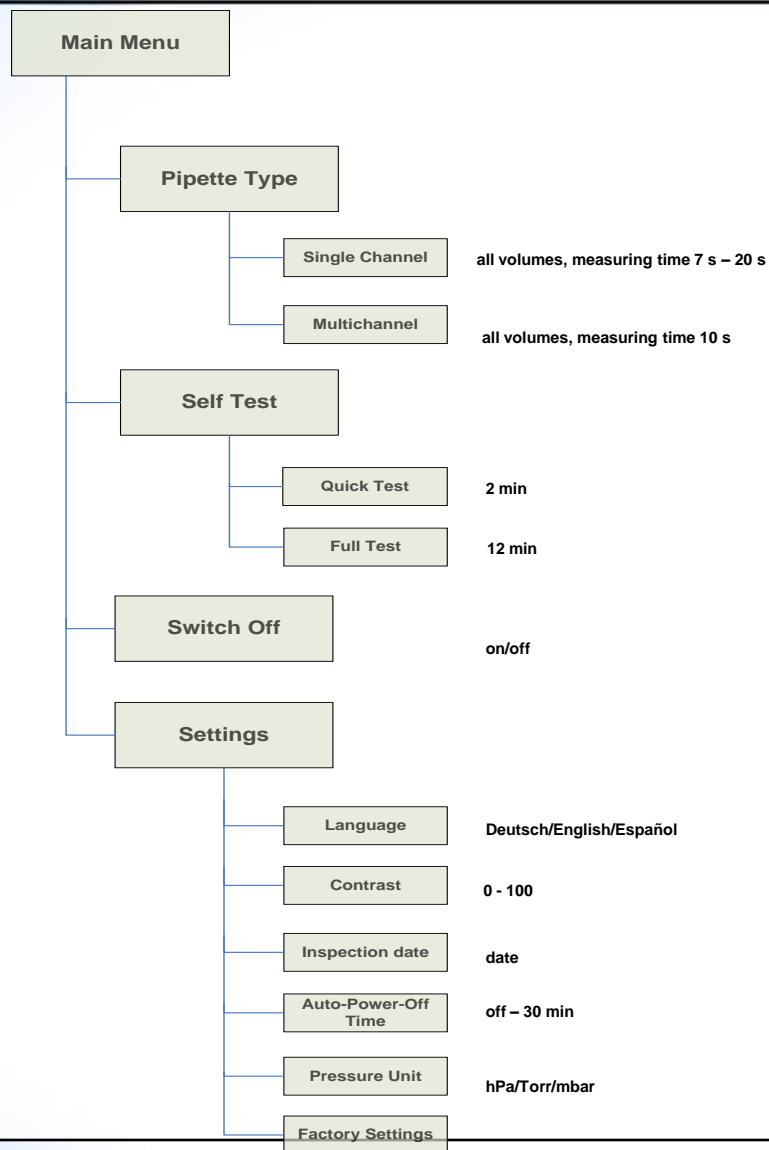 Main Menu
Pipette Type
Single Channel
all volumes, measuring time 7 s – 20 s
Multichannel
all volumes, measuring time 10 s
Self Test
Quick Test
2 min
Full Test
12 min
Switch Off
on/off
Settings
Language
Deutsch/English/Español
Contrast
0 - 100
Inspection date
date
Auto-Power-Off
Time
off – 30 min
Pressure Unit
hPa/Torr/mbar
Factory Settings